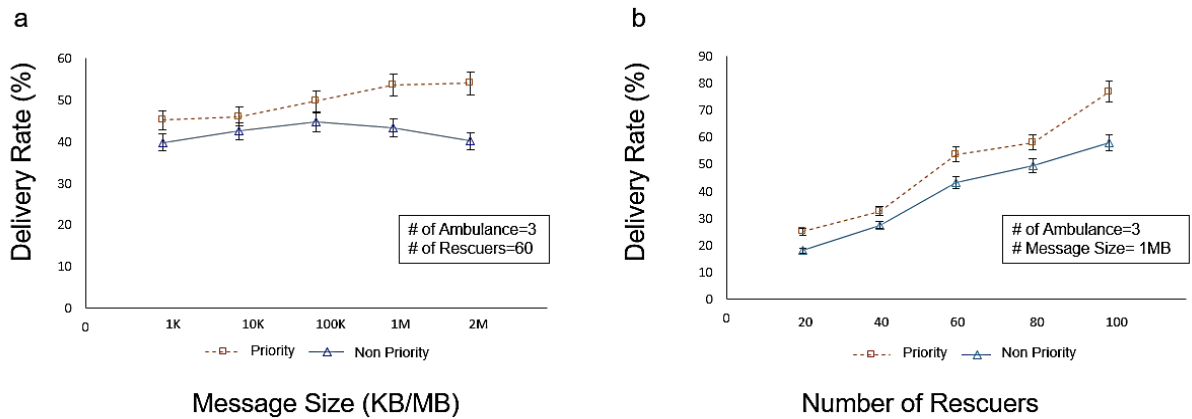 a
Delivery Rate (%)
60
50
40
30
20
10
0
# of Ambulance=3
# of Rescuers=60
0 1K 10K 100K 1M 2M
Priority Non Priority
Message Size (KB/MB)
b
Delivery Rate (%)
90
80
70
60
50
40
30
20
10
0
# of Ambulance=3
# Message Size= 1MB
0 20 40 60 80 100
Priority Non Priority
Number of Rescuers